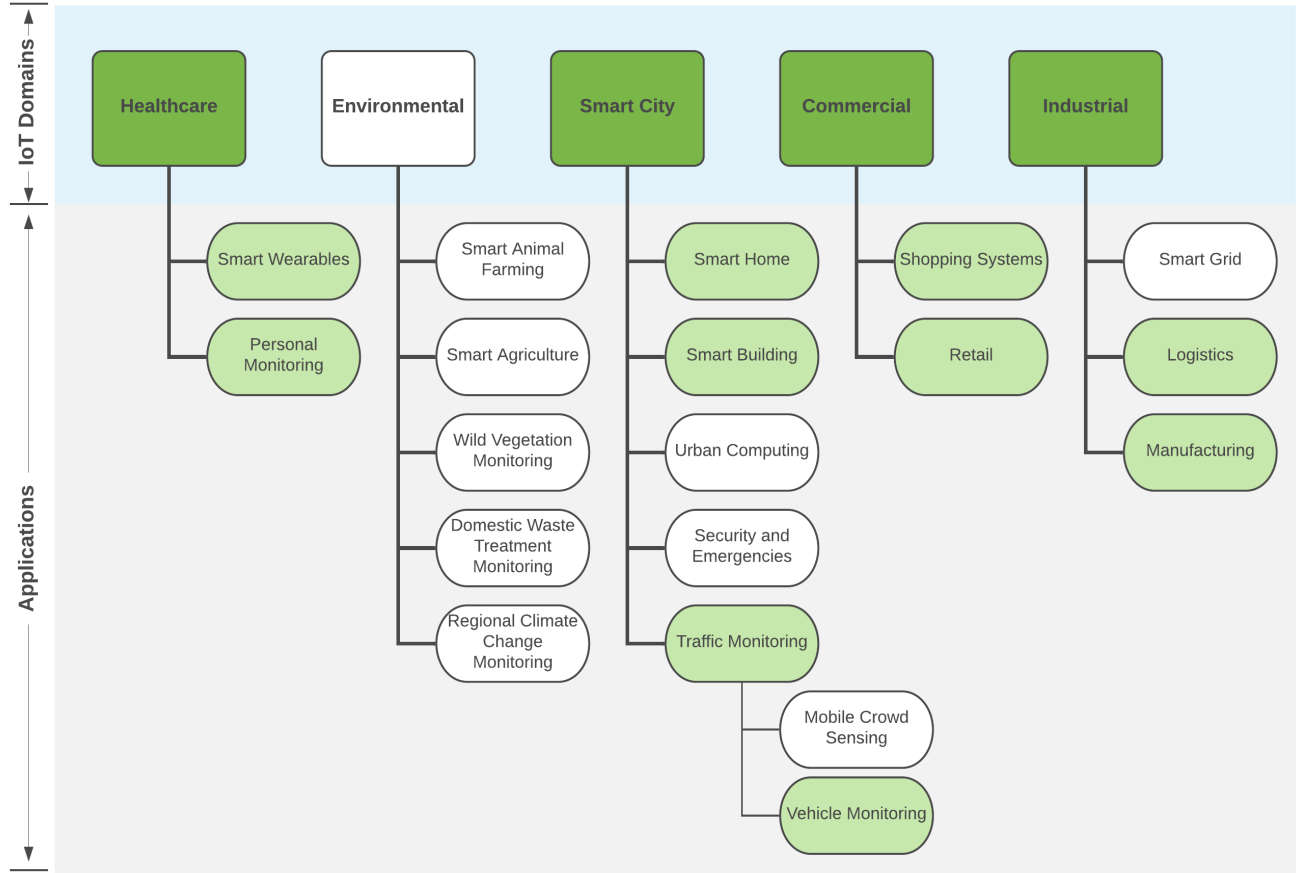 IoT Domains
Healthcare
Environmental
Smart City
Commercial
Industrial
Applications
Smart Wearables
Personal
Monitoring
Smart Animal
Farming
Smart Agriculture
Wild Vegetation
Monitoring
Domestic Waste
Treatment
Monitoring
Regional Climate
Change
Monitoring
Smart Home
Smart Building
Urban Computing
Security and
Emergencies
Traffic Monitoring
Mobile Crowd
Sensing
Vehicle Monitoring
Shopping Systems
Retail
Smart Grid
Logistics
Manufacturing